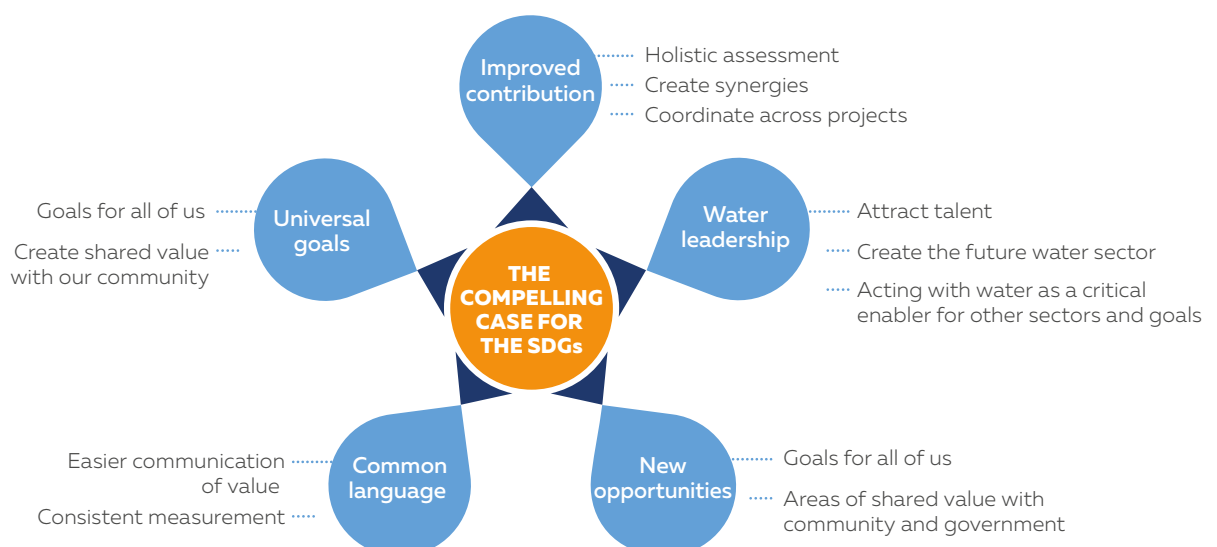 Improved
contribution
Holistic assessment
Create synergies
Coordinate across projects
Universal
goals
Goals for all of us
Create shared value
with our community
Water
leadership
Attract talent
Create the future water sector
Acting with water as a critical
enabler for other sectors and goals
THE
COMPELLING
CASE FOR
THE SDGs
Common
language
Easier communication
of value
Consistent measurement
New
opportunities
Goals for all of us
Areas of shared value with
community and government